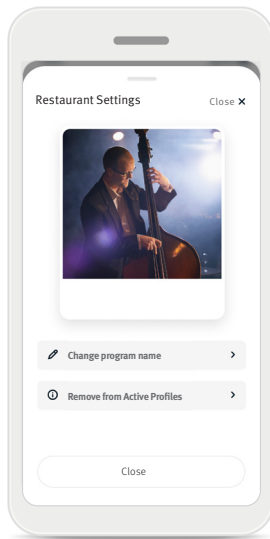 Restaurant Settings
Close ×
Change program name
Remove from Active Profiles
Close